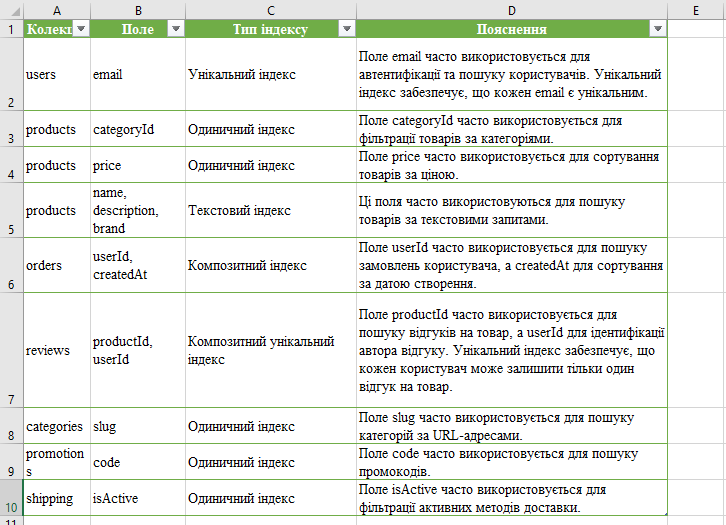 A B C D E
1 Колекц Поле Тип індексу Пояснення
2 users email Унікальний індекс Поле email часто використовується для
автентифікації та пошуку користувачів. Унікальний
індекс забезпечує, що кожен email є унікальним.
3 products categoryId Одиничний індекс Поле categoryId часто використовується для
фільтрації товарів за категоріями.
4 products price Одиничний індекс Поле price часто використовується для сортування
товарів за ціною.
5 products name,
description,
brand
Текстовий індекс Ці поля часто використовуються для пошуку
товарів за текстовими запитами.
6 orders userId,
createdAt
Композитний індекс Поле userId часто використовується для пошуку
замовлень користувача, а createdAt для сортування
за датою створення.
7 reviews productId,
userId
Композитний унікальний
індекс
Поле productId часто використовується для
пошуку відгуків на товар, а userId для ідентифікації
автора відгуку. Унікальний індекс забезпечує, що
кожен користувач може залишити тільки один
відгук на товар.
8 categories slug Одиничний індекс Поле slug часто використовується для пошуку
категорій за URL-адресами.
9 promotion
s
code Одиничний індекс Поле code часто використовується для пошуку
промокодів.
10 shipping isActive Одиничний індекс Поле isActive часто використовується для
фільтрації активних методів доставки.
11